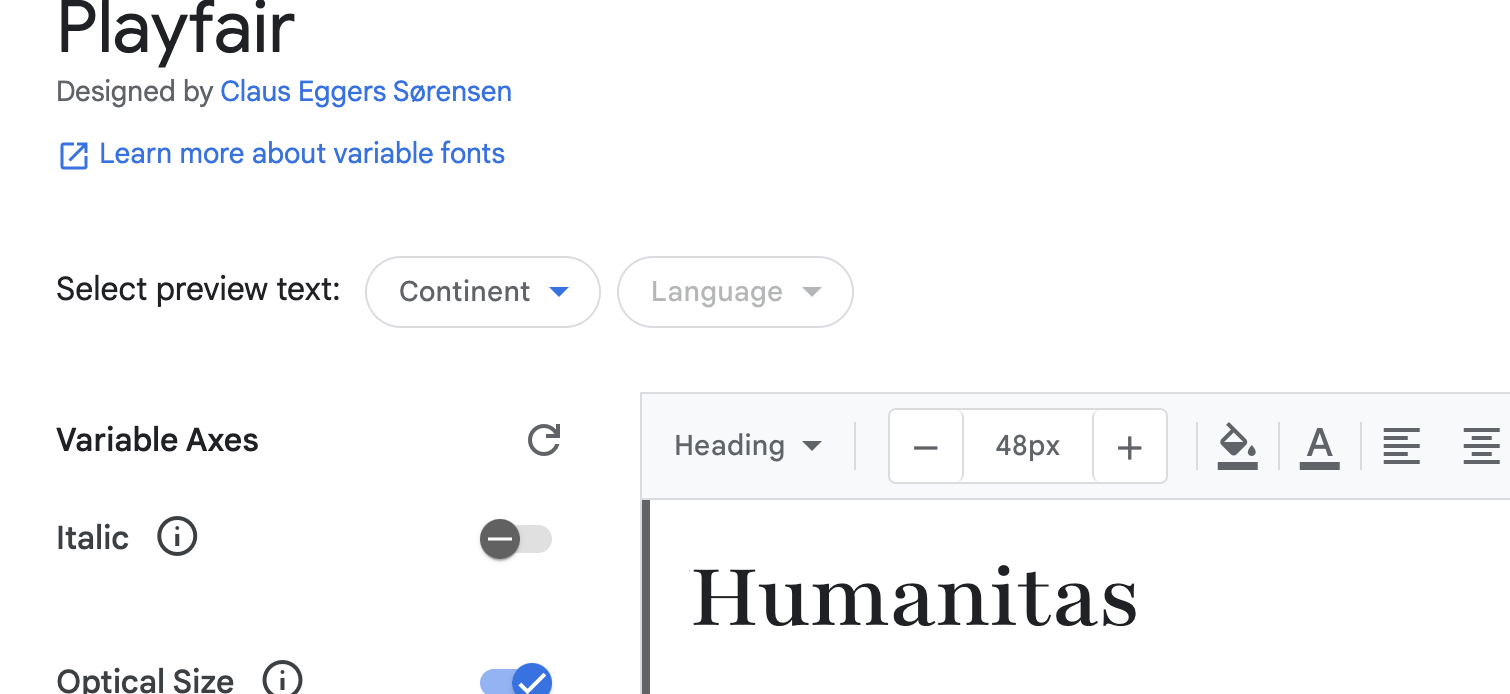 Playfair
Designed by Claus Eggers Sørensen
Learn more about variable fonts
Select preview text: Continent Language
Variable Axes
Heading 48px
Italic
Humanitas
Optical Size